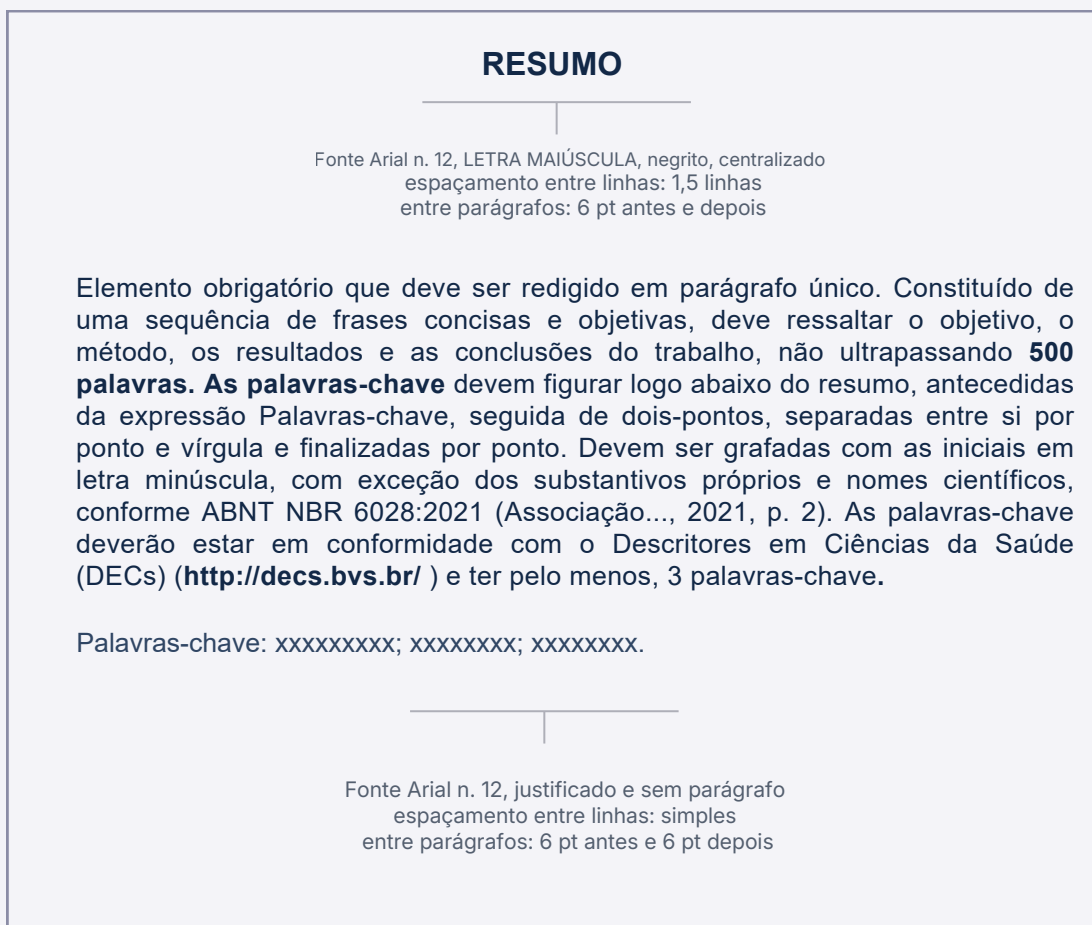 RESUMO
Fonte Arial n. 12, LETRA MAIÚSCULA, negrito, centralizado
espaçamento entre linhas: 1,5 linhas
entre parágrafos: 6 pt antes e depois
Elemento obrigatório que deve ser redigido em parágrafo único. Constituído de
uma sequência de frases concisas e objetivas, deve ressaltar o objetivo, o
método, os resultados e as conclusões do trabalho, não ultrapassando 500
palavras. As palavras-chave devem figurar logo abaixo do resumo, antecedidas
da expressão Palavras-chave, seguida de dois-pontos, separadas entre si por
ponto e vírgula e finalizadas por ponto. Devem ser grafadas com as iniciais em
letra minúscula, com exceção dos substantivos próprios e nomes científicos,
conforme ABNT NBR 6028:2021 (Associação..., 2021, p. 2). As palavras-chave
deverão estar em conformidade com o Descritores em Ciências da Saúde
(DECs) (http://decs.bvs.br/ ) e ter pelo menos, 3 palavras-chave.
Palavras-chave: xxxxxxxxx; xxxxxxxx; xxxxxxxx.
Fonte Arial n. 12, justificado e sem parágrafo
espaçamento entre linhas: simples
entre parágrafos: 6 pt antes e 6 pt depois